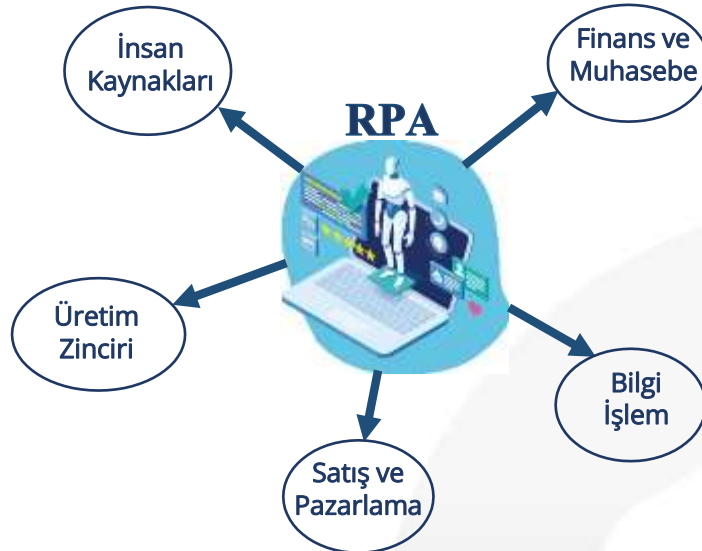 İnsan
Kaynakları
Finans ve
Muhasebe
RPA
Üretim
Zinciri
Bilgi
İşlem
Satış ve
Pazarlama